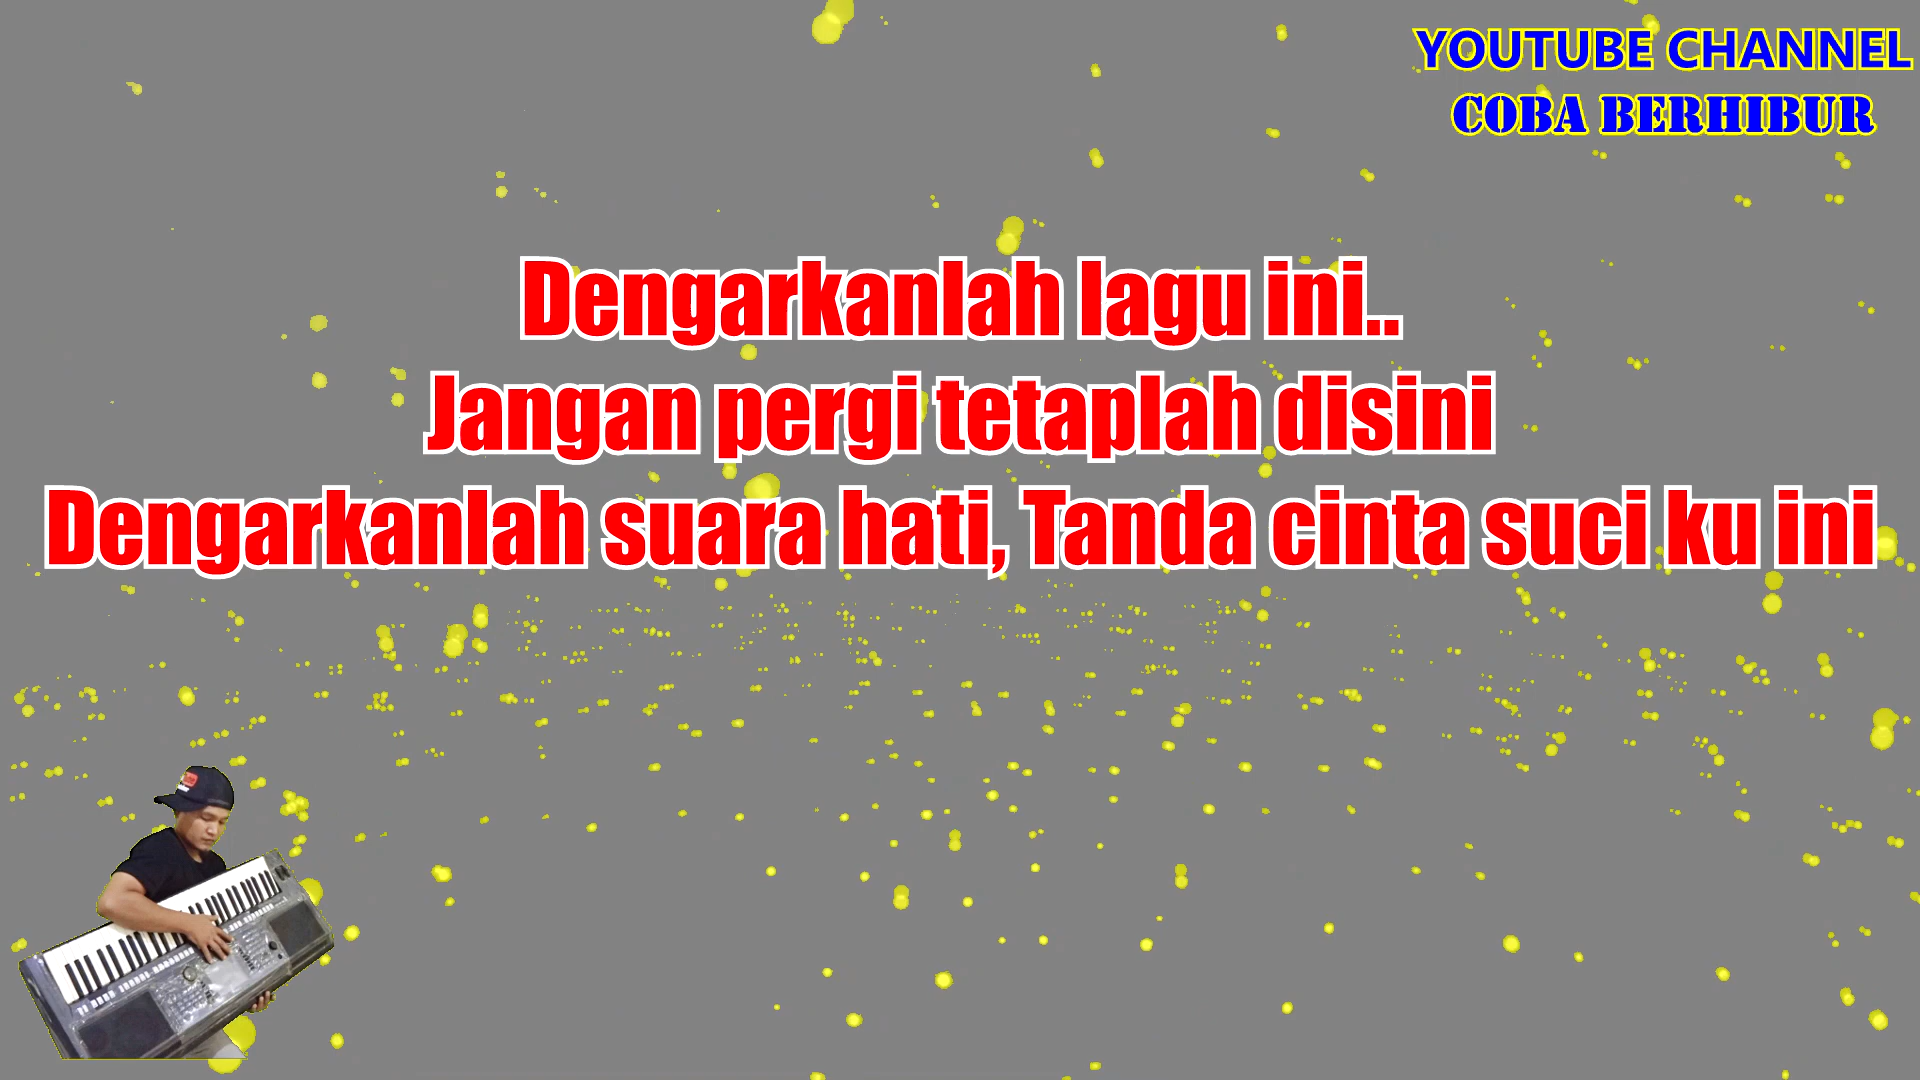 YOUTUBE CHANNEL
COBA BERHIBUR
Dengarkanlah lagu ini..
Jangan pergi tetaplah disini
Dengarkanlah suara hati, Tanda cinta suci ku ini